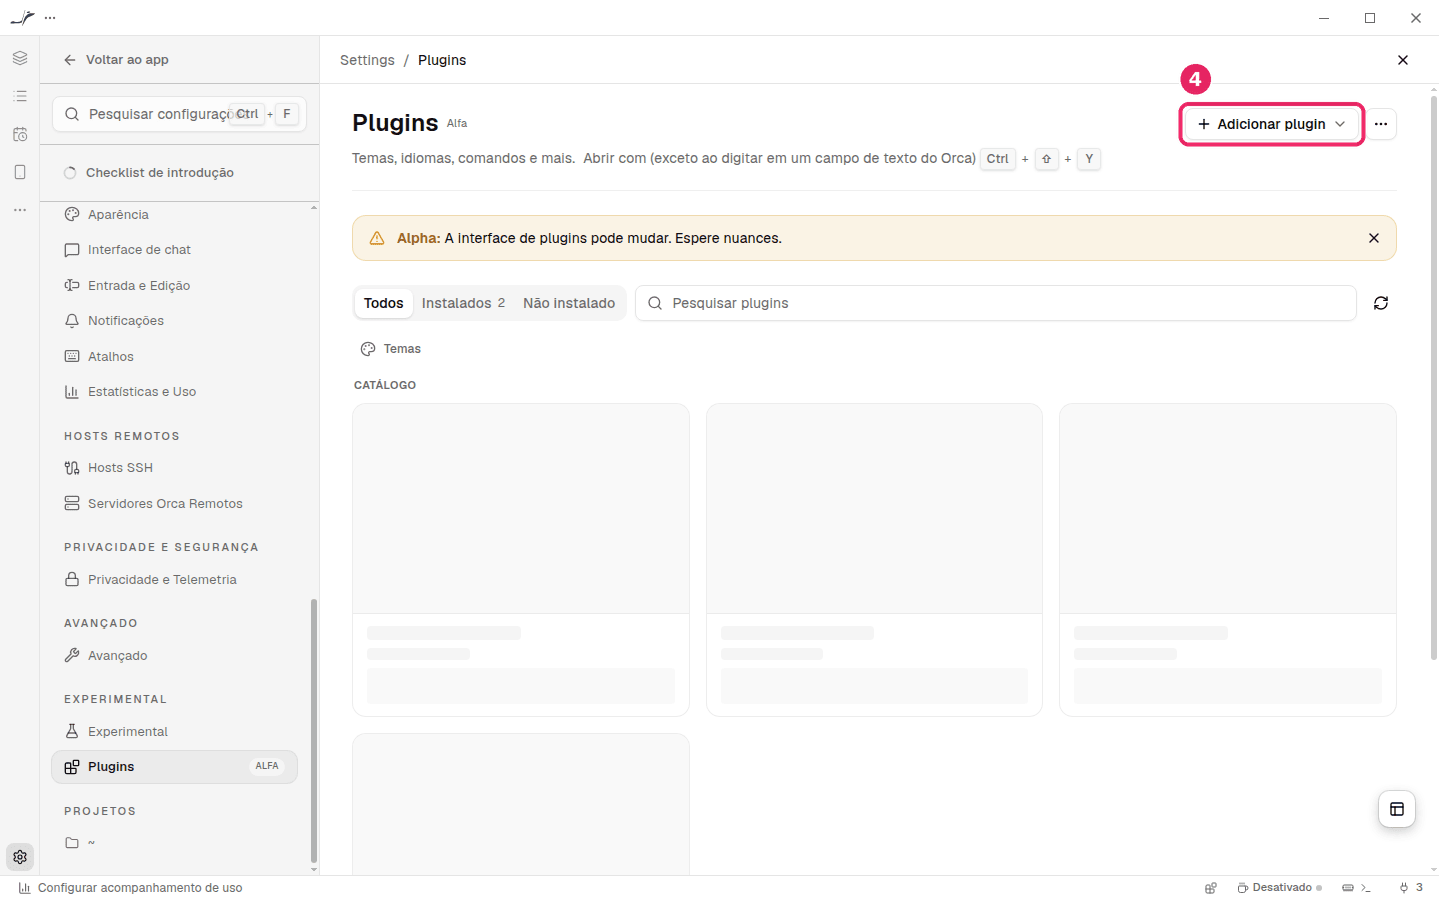 Voltar ao app
Settings / Plugins
4
Pesquisar configuraç Ctrl + F
Plugins Alfa
Adicionar plugin
Temas, idiomas, comandos e mais. Abrir com (exceto ao digitar em um campo de texto do Orca) Ctrl + ⇧ + Y
Checklist de introdução
Aparência
Interface de chat
Entrada e Edição
Notificações
Atalhos
Estatísticas e Uso
HOSTS REMOTOS
Hosts SSH
Servidores Orca Remotos
PRIVACIDADE E SEGURANÇA
Privacidade e Telemetria
AVANÇADO
Avançado
EXPERIMENTAL
Experimental
Plugins ALFA
PROJETOS
~
Alpha: A interface de plugins pode mudar. Espere nuances.
Todos Instalados 2 Não instalado
Pesquisar plugins
Temas
CATÁLOGO
Configurar acompanhamento de uso
Desativado
3